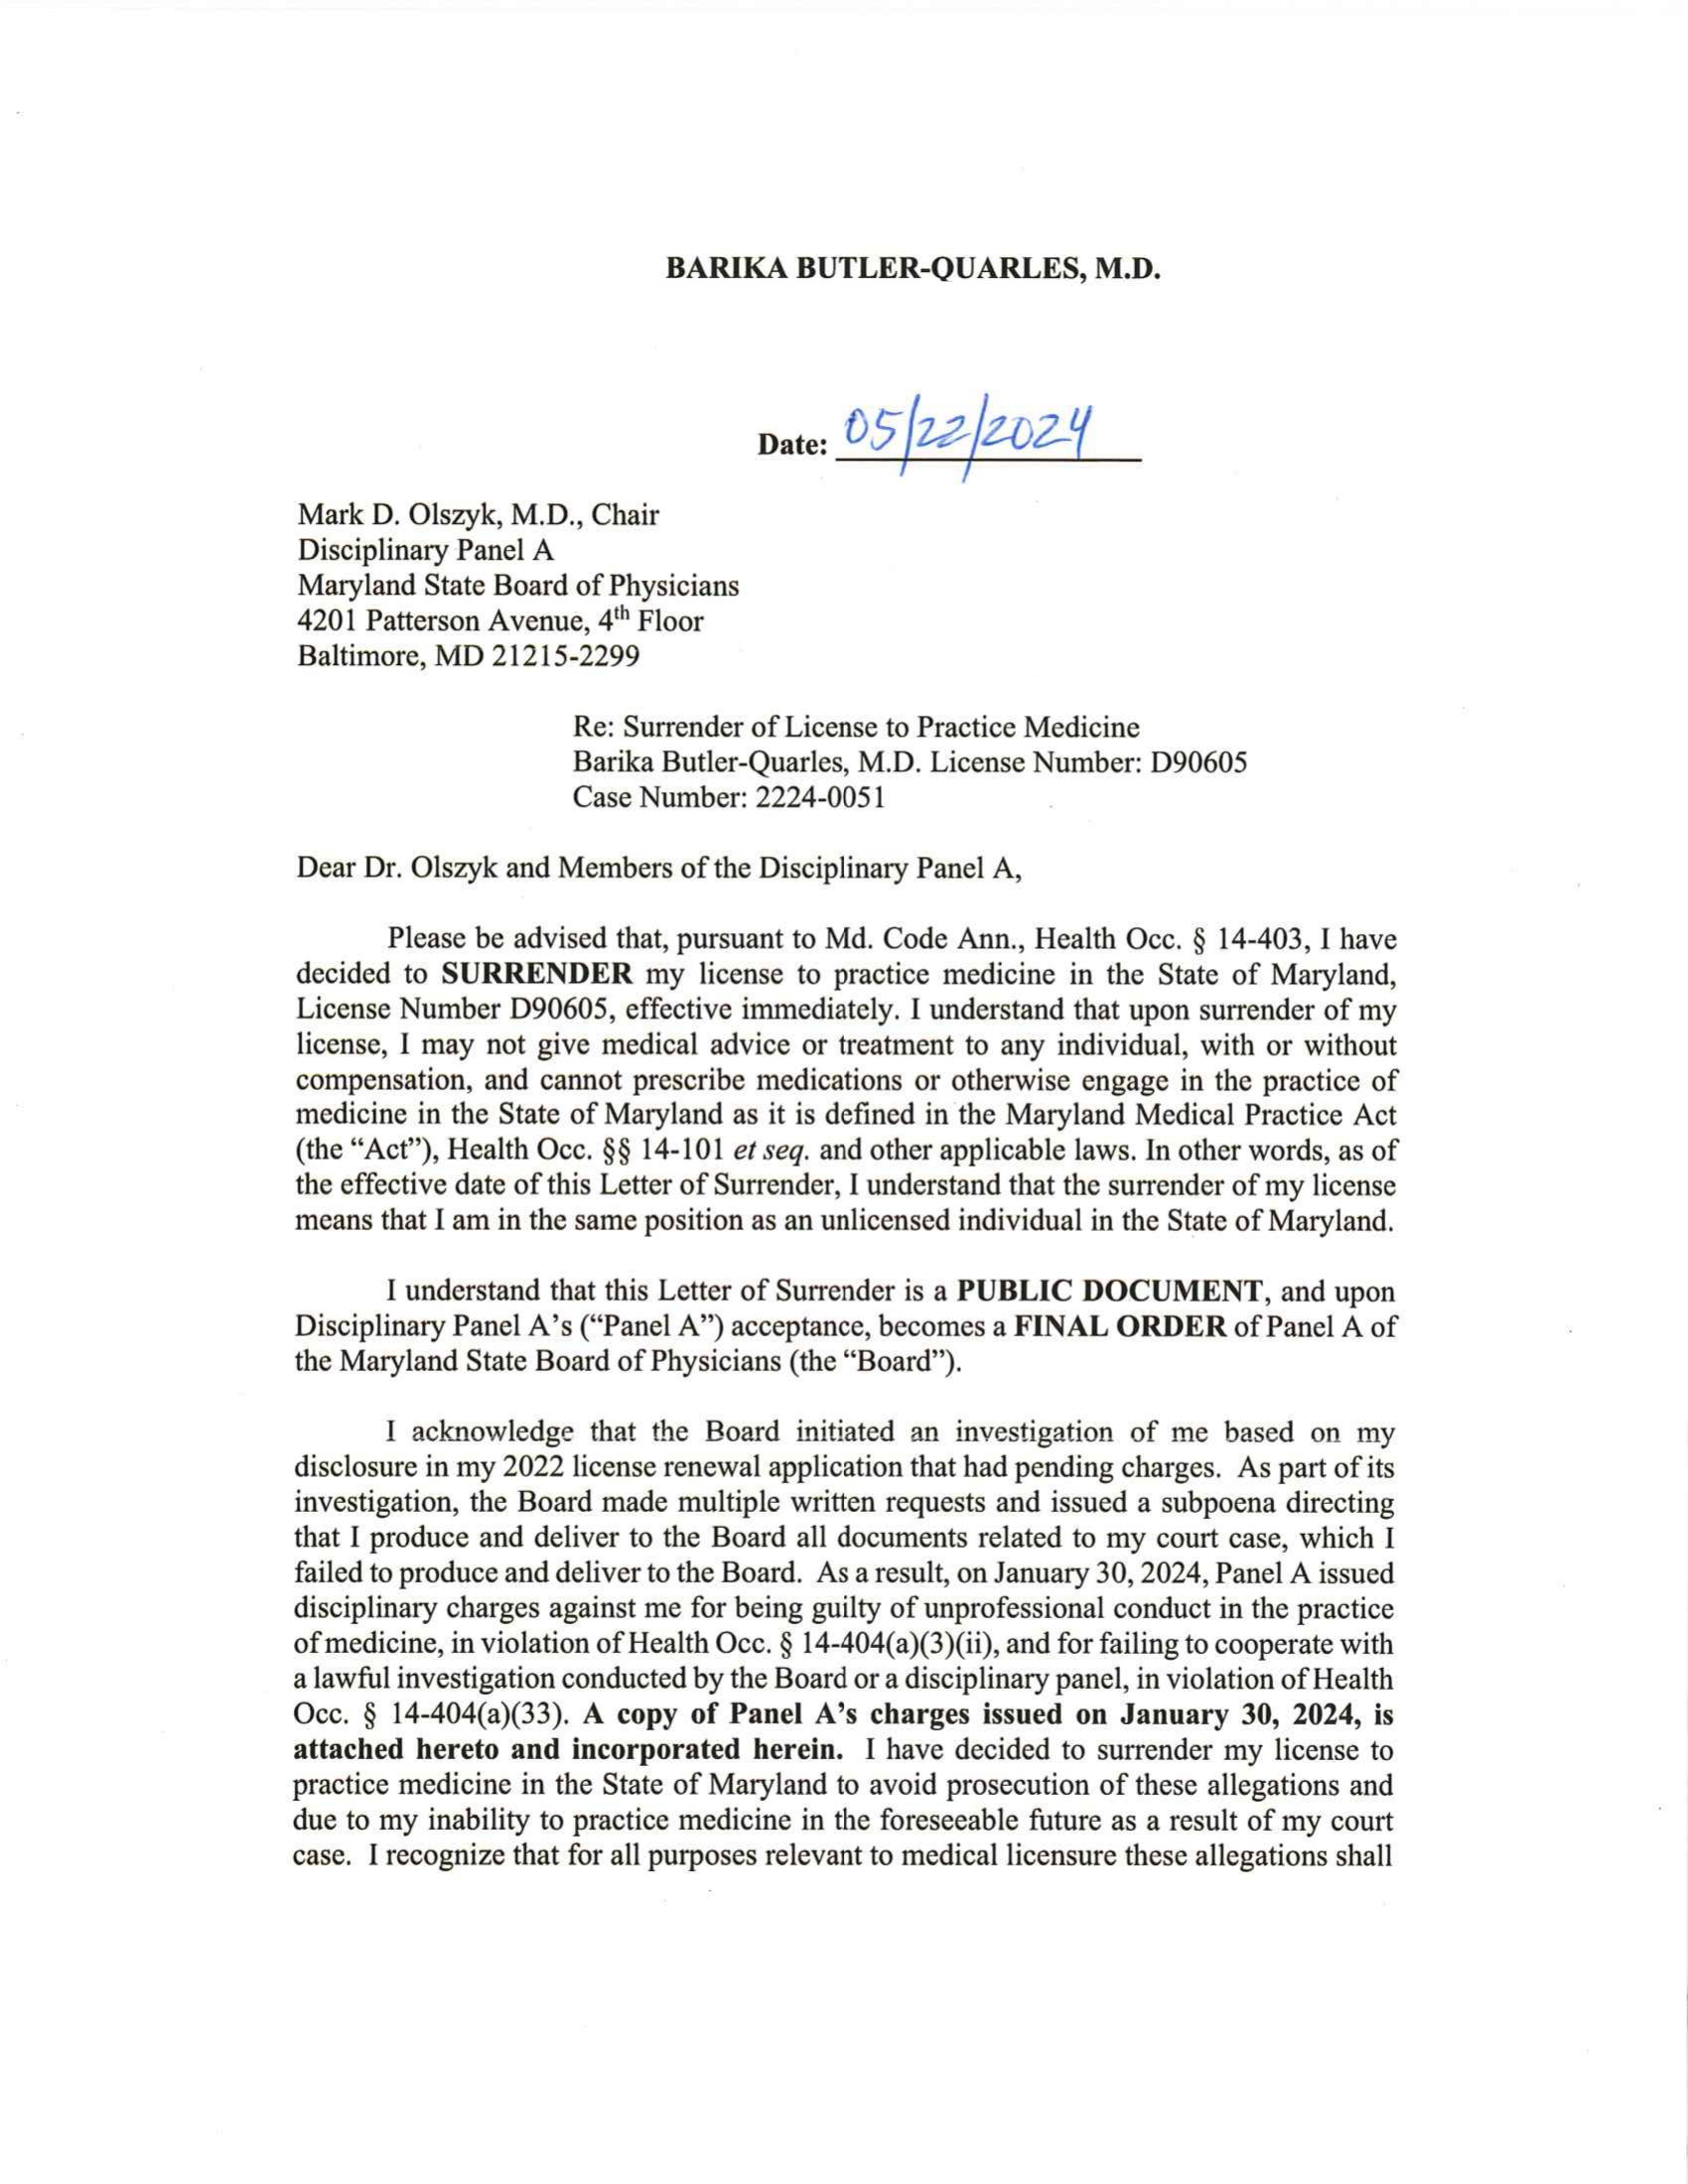 BARIKA BUTLER-QUARLES, M.D.
Date: 05/22/2024
Mark D. Olszyk, M.D., Chair
Disciplinary Panel A
Maryland State Board of Physicians
4201 Patterson Avenue, 4th Floor
Baltimore, MD 21215-2299
Re: Surrender of License to Practice Medicine
Barika Butler-Quarles, M.D. License Number: D90605
Case Number: 2224-0051
Dear Dr. Olszyk and Members of the Disciplinary Panel A,
Please be advised that, pursuant to Md. Code Ann., Health Occ. § 14-403, I have
decided to SURRENDER my license to practice medicine in the State of Maryland,
License Number D90605, effective immediately. I understand that upon surrender of my
license, I may not give medical advice or treatment to any individual, with or without
compensation, and cannot prescribe medications or otherwise engage in the practice of
medicine in the State of Maryland as it is defined in the Maryland Medical Practice Act
(the “Act”), Health Occ. §§ 14-101 et seq. and other applicable laws. In other words, as of
the effective date of this Letter of Surrender, I understand that the surrender of my license
means that I am in the same position as an unlicensed individual in the State of Maryland.
I understand that this Letter of Surrender is a PUBLIC DOCUMENT, and upon
Disciplinary Panel A’s (“Panel A”) acceptance, becomes a FINAL ORDER of Panel A of
the Maryland State Board of Physicians (the “Board”).
I acknowledge that the Board initiated an investigation of me based on my
disclosure in my 2022 license renewal application that had pending charges. As part of its
investigation, the Board made multiple written requests and issued a subpoena directing
that I produce and deliver to the Board all documents related to my court case, which I
failed to produce and deliver to the Board. As a result, on January 30, 2024, Panel A issued
disciplinary charges against me for being guilty of unprofessional conduct in the practice
of medicine, in violation of Health Occ. § 14-404(a)(3)(ii), and for failing to cooperate with
a lawful investigation conducted by the Board or a disciplinary panel, in violation of Health
Occ. § 14-404(a)(33). A copy of Panel A’s charges issued on January 30, 2024, is
attached hereto and incorporated herein. I have decided to surrender my license to
practice medicine in the State of Maryland to avoid prosecution of these allegations and
due to my inability to practice medicine in the foreseeable future as a result of my court
case. I recognize that for all purposes relevant to medical licensure these allegations shall